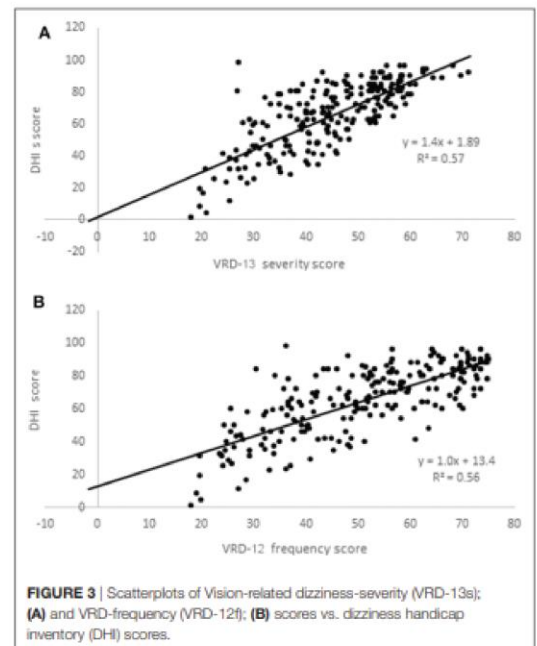 A
120
100
80
60
40
20
0
-20
DHI s score
-10 0 10 20 30 40 50 60 70 80
y = 1.4x + 1.89
R² = 0.57
VRD-13 severity score
B
120
100
80
60
40
20
0
DHI score
-10 0 10 20 30 40 50 60 70 80
y = 1.0x + 13.4
R² = 0.56
VRD-12 frequency score
FIGURE 3 | Scatterplots of Vision-related dizziness-severity (VRD-13s);
(A) and VRD-frequency (VRD-12f); (B) scores vs. dizziness handicap
inventory (DHI) scores.